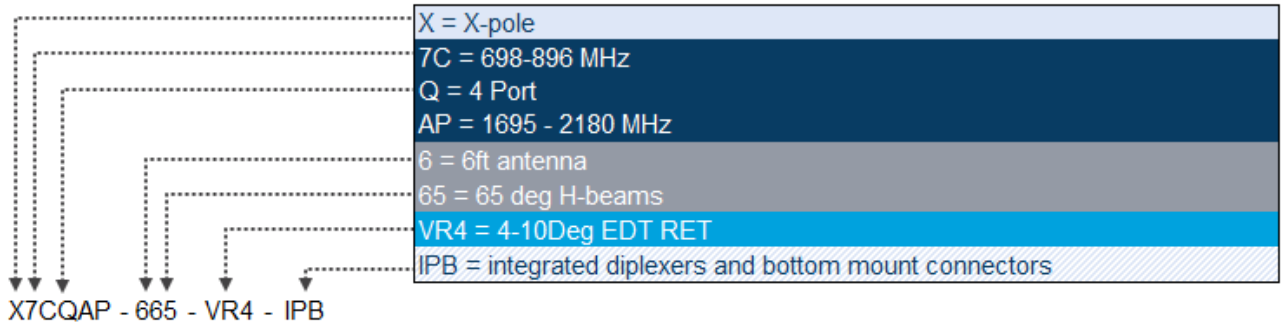 X = X-pole
7C = 698-896 MHz
Q = 4 Port
AP = 1695 - 2180 MHz
6 = 6ft antenna
65 = 65 deg H-beams
VR4 = 4-10Deg EDT RET
IPB = integrated diplexers and bottom mount connectors
X7CQAP - 665 - VR4 - IPB